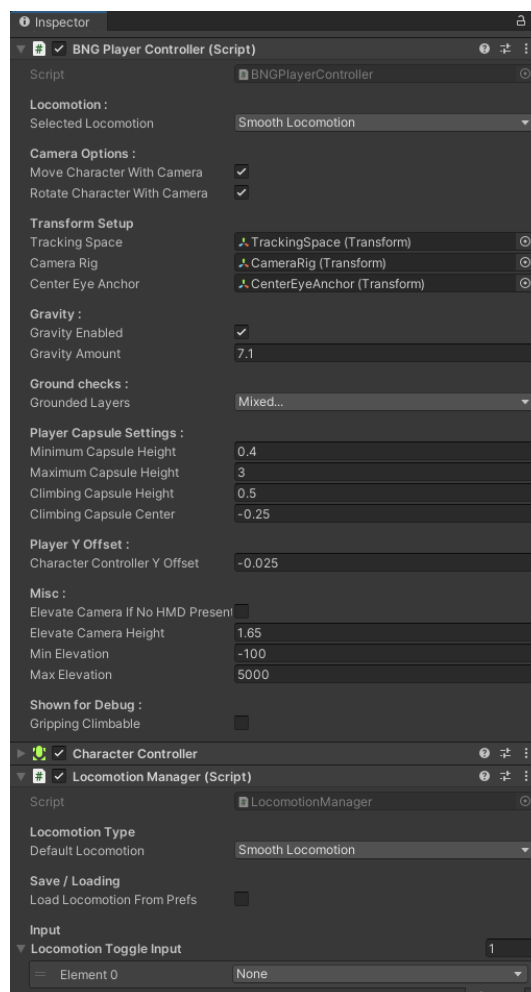 Inspector
BNG Player Controller (Script)
Script BNGPlayerController
Locomotion :
Selected Locomotion Smooth Locomotion
Camera Options :
Move Character With Camera
Rotate Character With Camera
Transform Setup
Tracking Space TrackingSpace (Transform)
Camera Rig CameraRig (Transform)
Center Eye Anchor CenterEyeAnchor (Transform)
Gravity :
Gravity Enabled
Gravity Amount 7.1
Ground checks :
Grounded Layers Mixed...
Player Capsule Settings :
Minimum Capsule Height 0.4
Maximum Capsule Height 3
Climbing Capsule Height 0.5
Climbing Capsule Center -0.25
Player Y Offset :
Character Controller Y Offset -0.025
Misc :
Elevate Camera If No HMD Present
Elevate Camera Height 1.65
Min Elevation -100
Max Elevation 5000
Shown for Debug :
Gripping Climbable
Character Controller
Locomotion Manager (Script)
Script LocomotionManager
Locomotion Type
Default Locomotion Smooth Locomotion
Save / Loading
Load Locomotion From Prefs
Input
Locomotion Toggle Input 1
Element 0 None